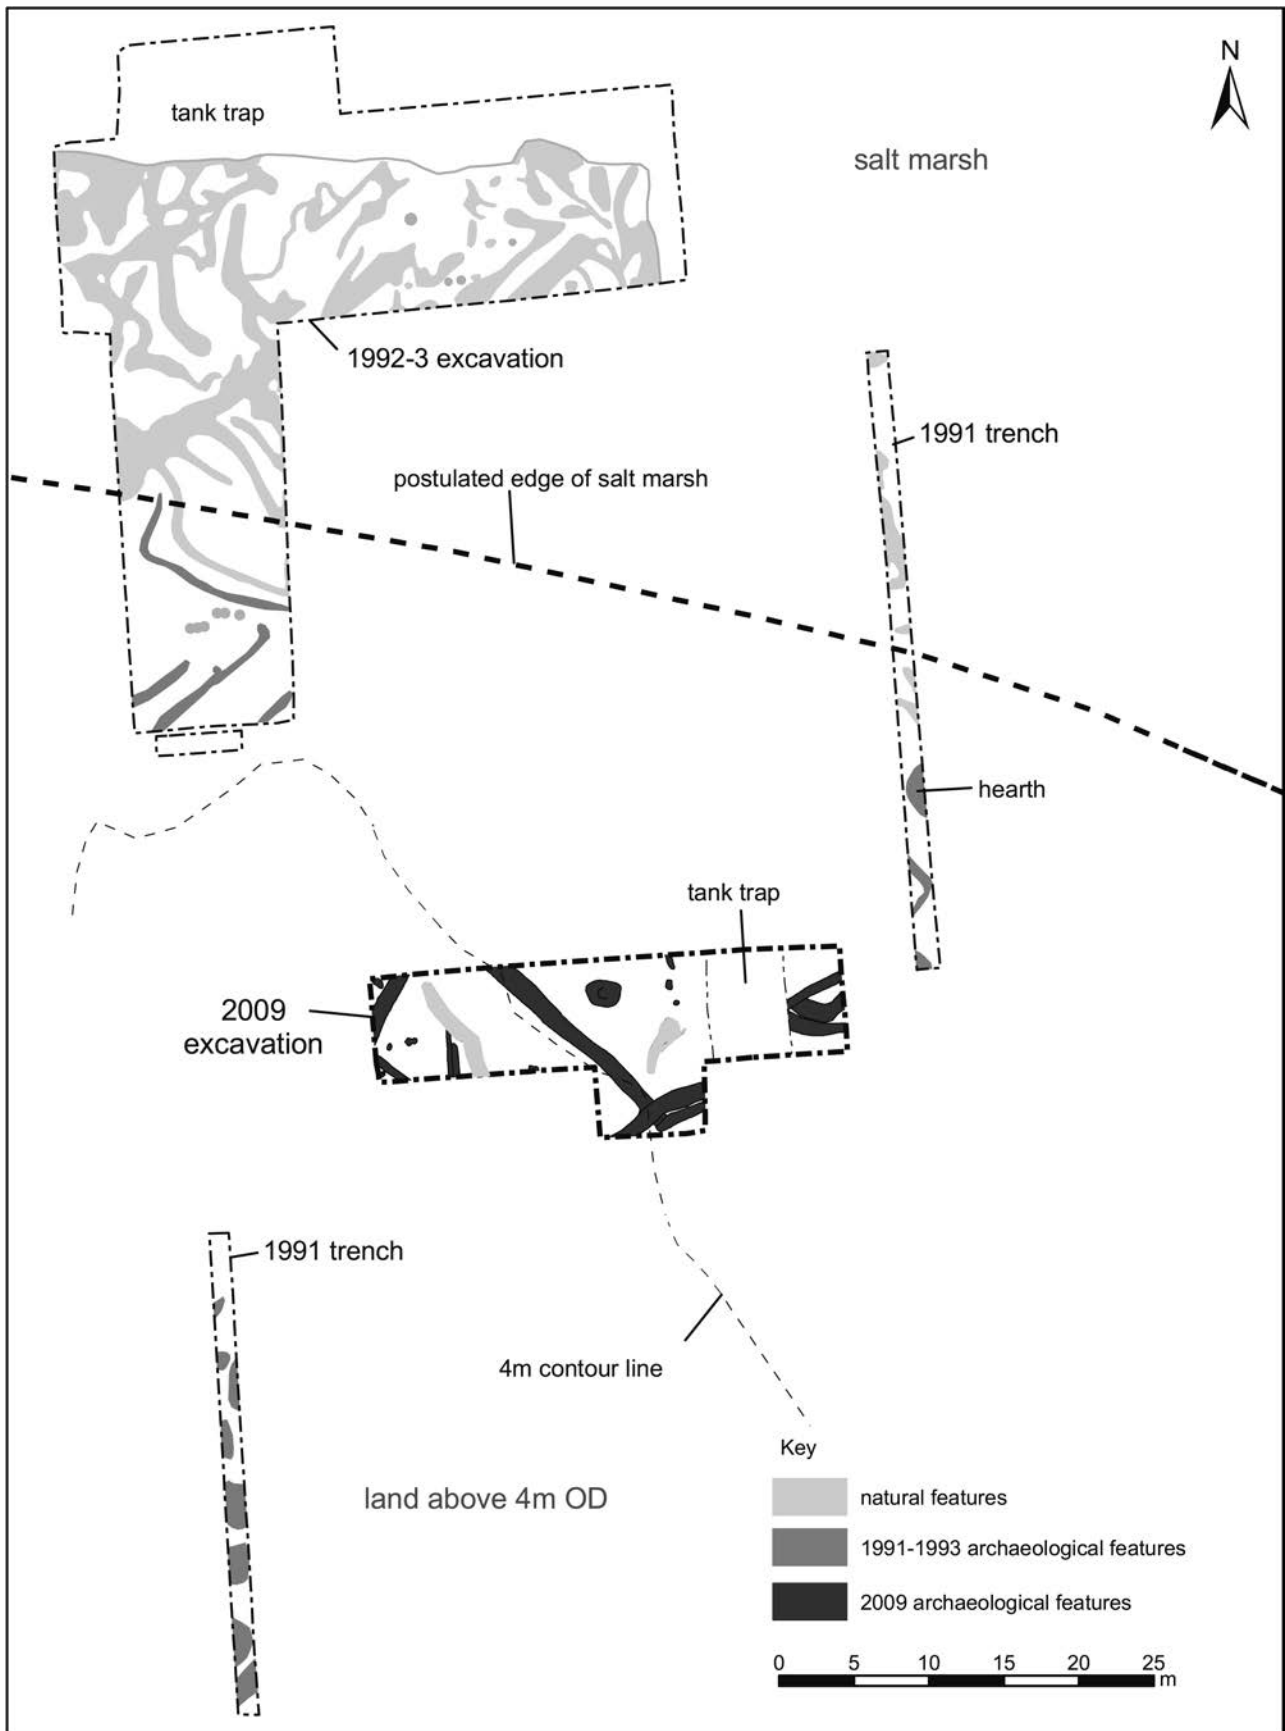 N
tank trap
salt marsh
1992-3 excavation
1991 trench
postulated edge of salt marsh
hearth
tank trap
2009
excavation
1991 trench
4m contour line
Key
land above 4m OD
natural features
1991-1993 archaeological features
2009 archaeological features
0 5 10 15 20 25
m